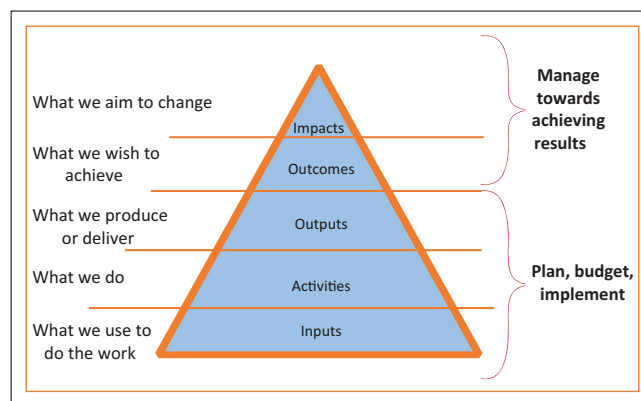 What we aim to change
Impacts
What we wish to
achieve
Outcomes
What we produce
or deliver
Outputs
What we do
Activities
What we use to
do the work
Inputs
Manage
towards
achieving
results
Plan, budget,
implement